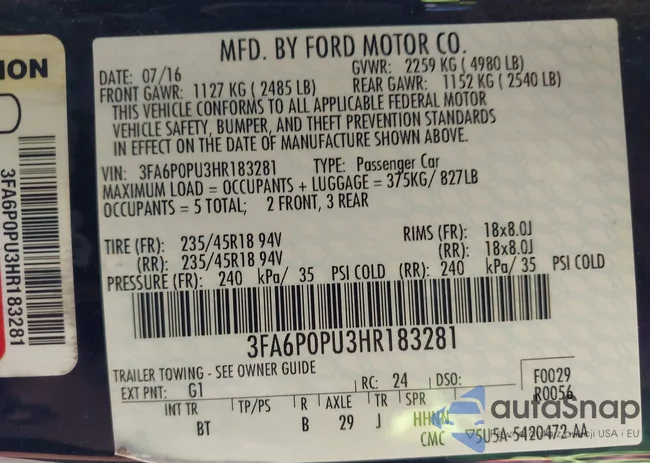 ION
3FA6P0PU3HR183281
MFD. BY FORD MOTOR CO.
DATE: 07/16 GVWR: 2259 KG ( 4980 LB)
FRONT GAWR: 1127 KG ( 2485 LB) REAR GAWR: 1152 KG ( 2540 LB)
THIS VEHICLE CONFORMS TO ALL APPLICABLE FEDERAL MOTOR
VEHICLE SAFETY, BUMPER, AND THEFT PREVENTION STANDARDS
IN EFFECT ON THE DATE OF MANUFACTURE SHOWN ABOVE.
VIN: 3FA6P0PU3HR183281 TYPE: Passenger Car
MAXIMUM LOAD = OCCUPANTS + LUGGAGE = 375KG/ 827LB
OCCUPANTS = 5 TOTAL; 2 FRONT, 3 REAR
TIRE (FR): 235/45R18 94V RIMS (FR): 18x8.0J
(RR): 235/45R18 94V (RR): 18x8.0J
PRESSURE (FR): 240 kPa/ 35 PSI COLD (RR): 240 kPa/ 35 PSI COLD
3FA6P0PU3HR183281
TRAILER TOWING - SEE OWNER GUIDE
EXT PNT: G1 RC: 24 DSO: F0029
R0056
INT TR TP/PS R AXLE TR SPR
BT B 29 J HHHN
CMC 5U5A-5420472-AA
autoSnap
USA i EU